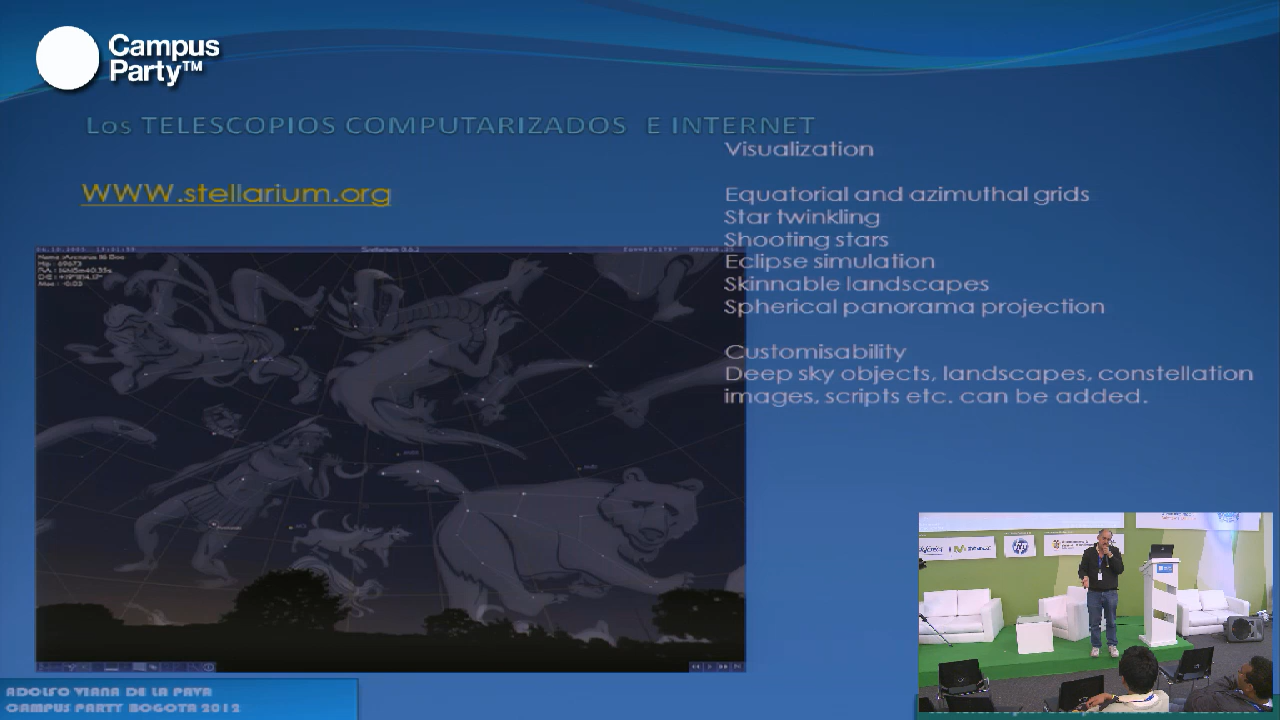 Campus
Party™
Los TELESCOPIOS COMPUTARIZADOS E INTERNET
Visualization
WWW.stellarium.org
Equatorial and azimuthal grids
Star twinkling
Shooting stars
Eclipse simulation
Skinnable landscapes
Spherical panorama projection
Customisability
Deep sky objects, landscapes, constellation
images, scripts etc. can be added.
hp
ADOLFO VIANA DE LA PAVA
CAMPUS PARTY BOGOTA 2012